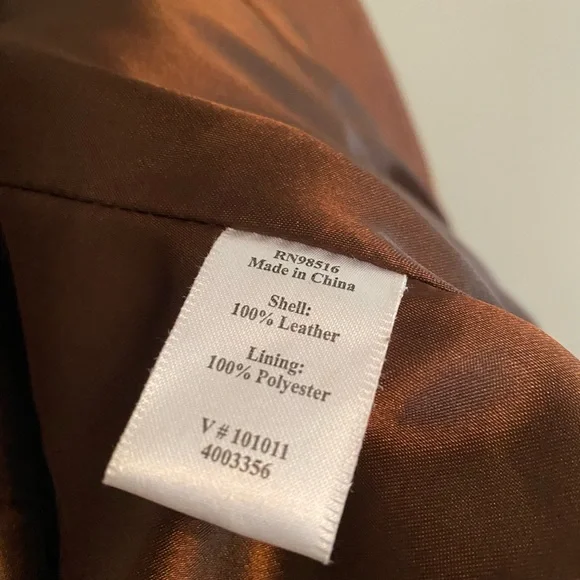 RN98516
Made in China
Shell:
100% Leather
Lining:
100% Polyester
V # 101011
4003356